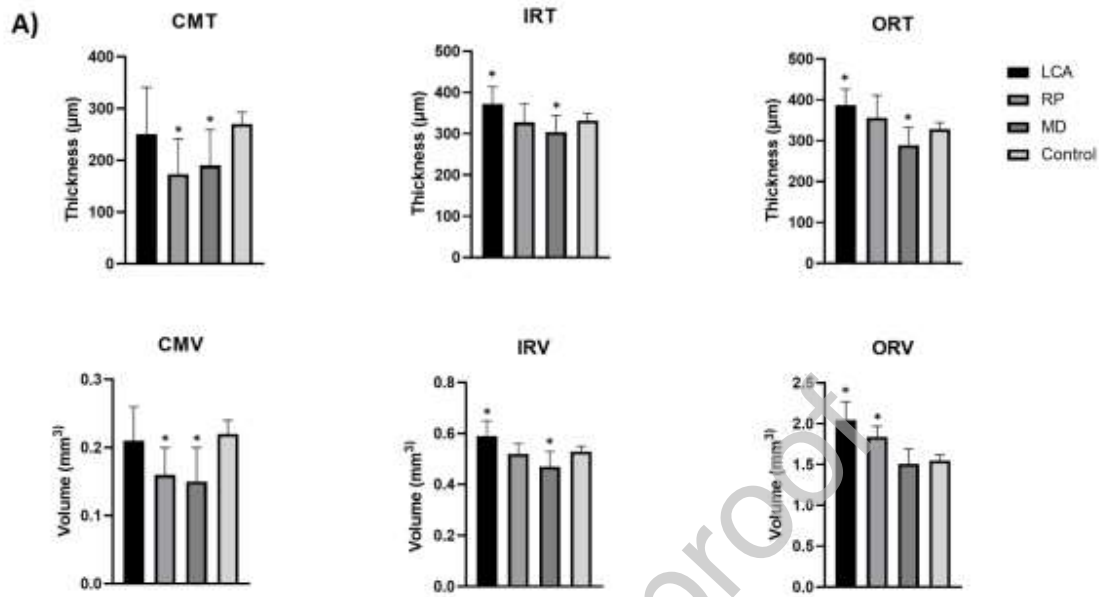 A)
CMT
400
300
200
100
0
Thickness (μm)
*
*
IRT
500
400
300
200
100
0
Thickness (μm)
*
*
ORT
500
400
300
200
100
0
Thickness (μm)
*
*
LCA
RP
MD
Control
CMV
0.3
0.2
0.1
0.0
Volume (mm³)
*
*
IRV
0.8
0.6
0.4
0.2
0.0
Volume (mm³)
*
*
ORV
2.5
2.0
1.5
1.0
0.5
0.0
Volume (mm³)
*
*
proof